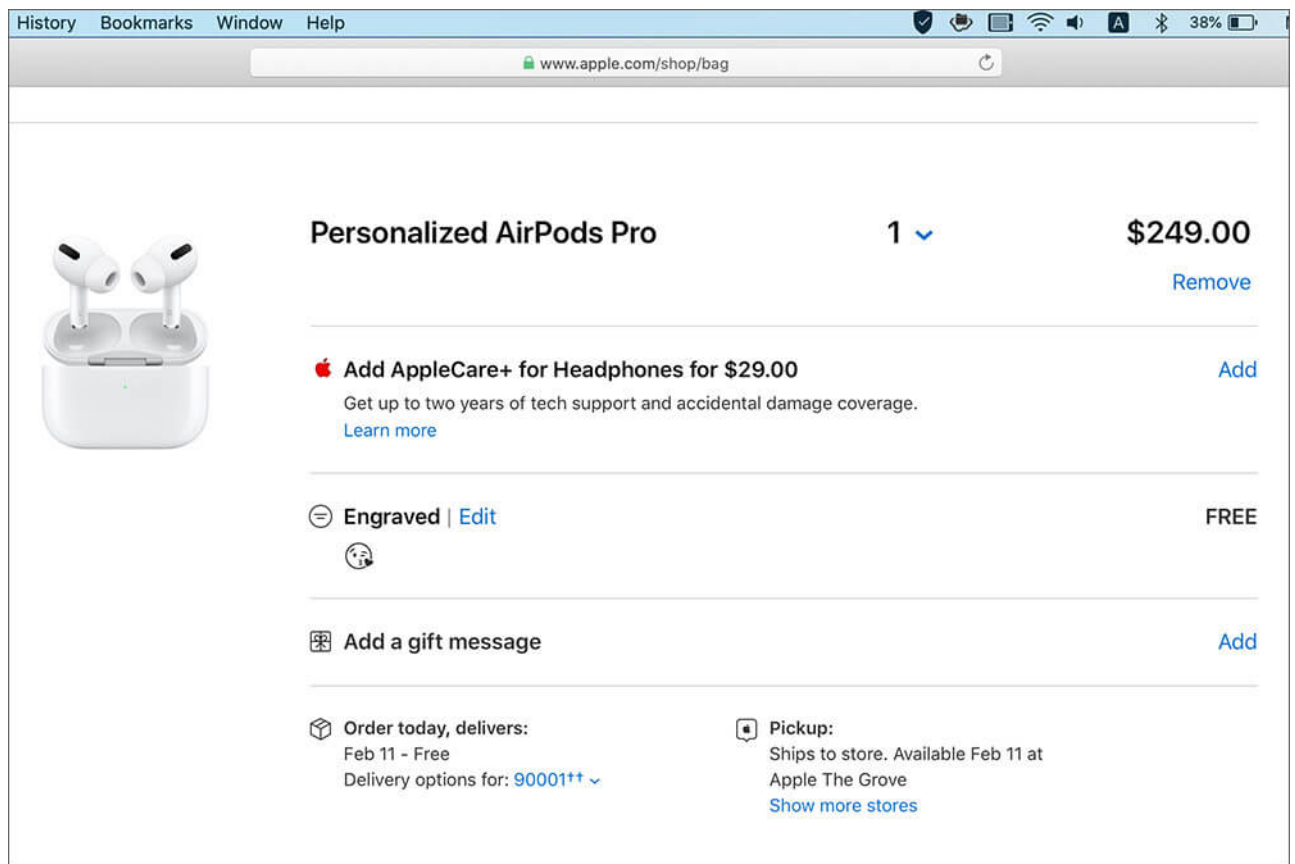 History Bookmarks Window Help A 38%
www.apple.com/shop/bag
Personalized AirPods Pro 1 $249.00
Remove
Add AppleCare+ for Headphones for $29.00 Add
Get up to two years of tech support and accidental damage coverage.
Learn more
Engraved | Edit FREE
😘
Add a gift message Add
Order today, delivers:
Feb 11 - Free
Delivery options for: 90001††
Pickup:
Ships to store. Available Feb 11 at
Apple The Grove
Show more stores